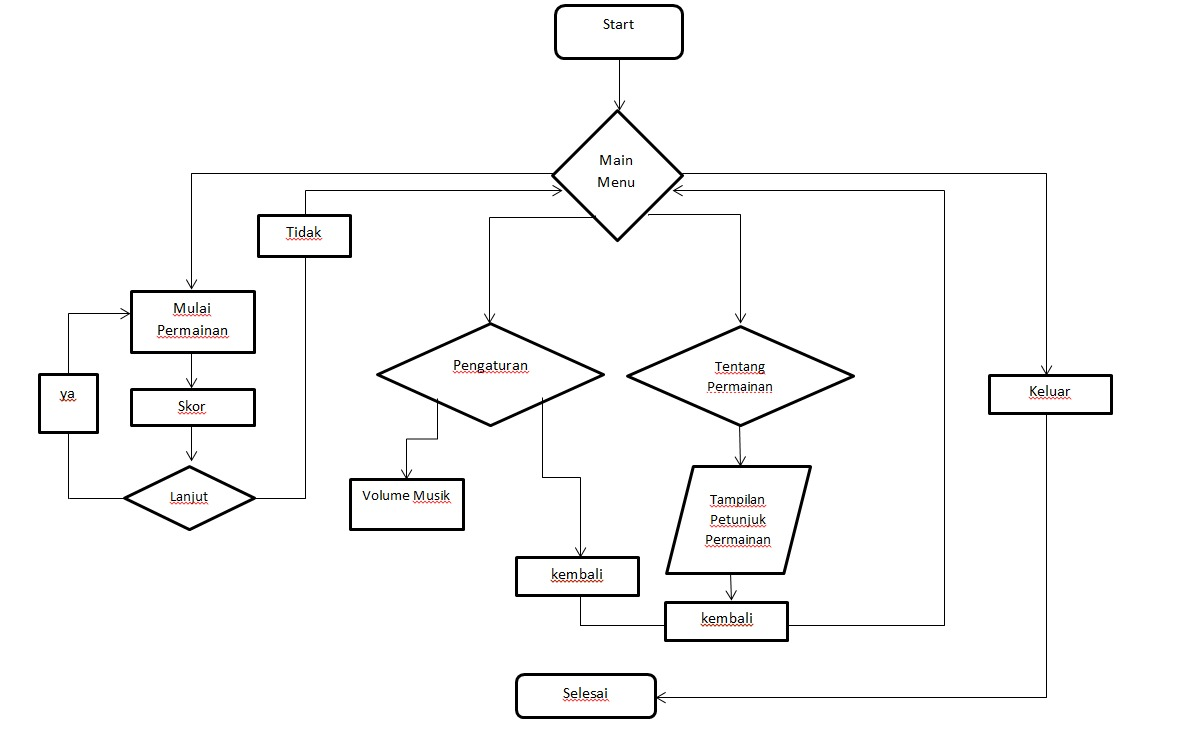 Start
Main
Menu
Tidak
Mulai
Permainan
ya
Skor
Lanjut
Pengaturan
Tentang
Permainan
Keluar
Volume Musik
Tampilan
Petunjuk
Permainan
kembali
kembali
Selesai